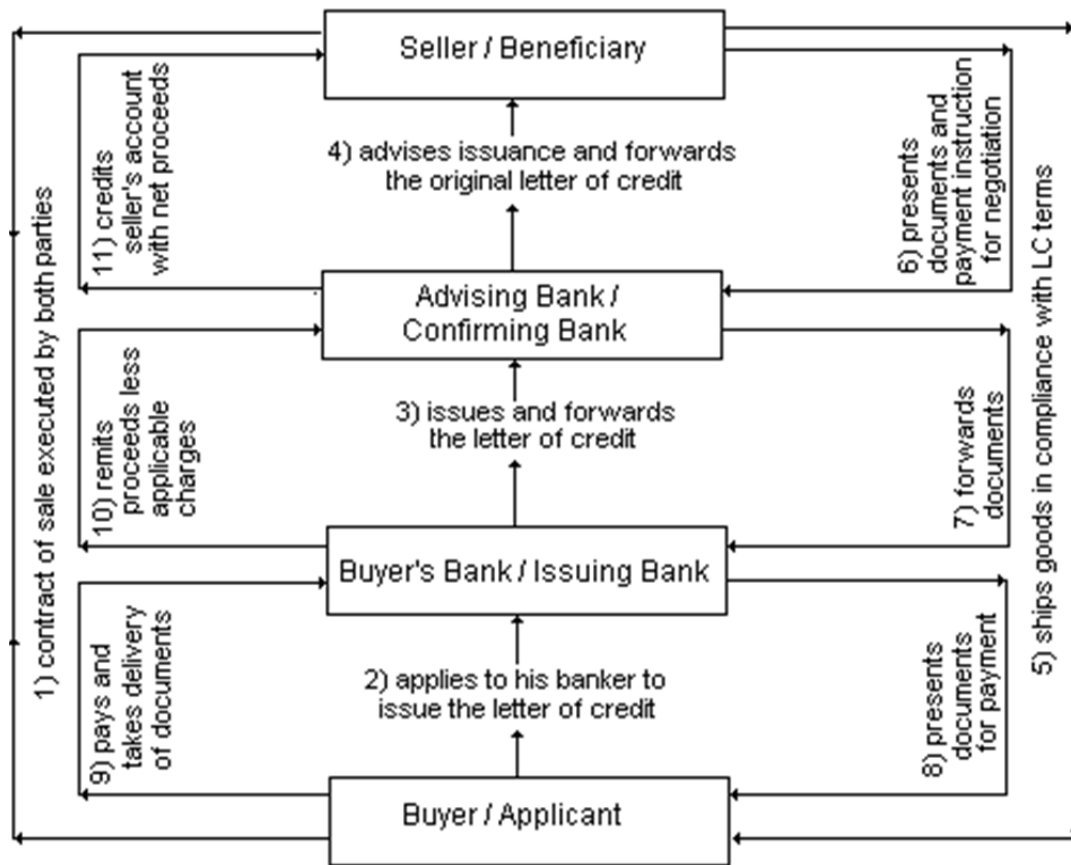 Seller / Beneficiary
1) contract of sale executed by both parties
11) credits
seller's account
with net proceeds
4) advises issuance and forwards
the original letter of credit
6) presents
documents and
payment instruction
for negotiation
5) ships goods in compliance with LC terms
Advising Bank /
Confirming Bank
10) remits
proceeds less
applicable
charges
3) issues and forwards
the letter of credit
7) forwards
documents
Buyer's Bank / Issuing Bank
9) pays and
takes delivery
of documents
2) applies to his banker to
issue the letter of credit
8) presents
documents
for payment
Buyer / Applicant